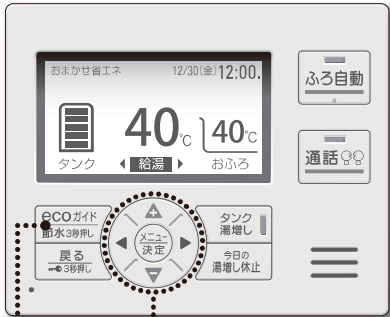 おまかせ省エネ 12/30(金)12:00.
ふろ自動
40℃ 40℃
タンク 給湯 おふろ
通話
ecoガイド
節水3秒押し
戻る
3秒押し
メニュー
決定
タンク
湯増し
今日の
湯増し休止